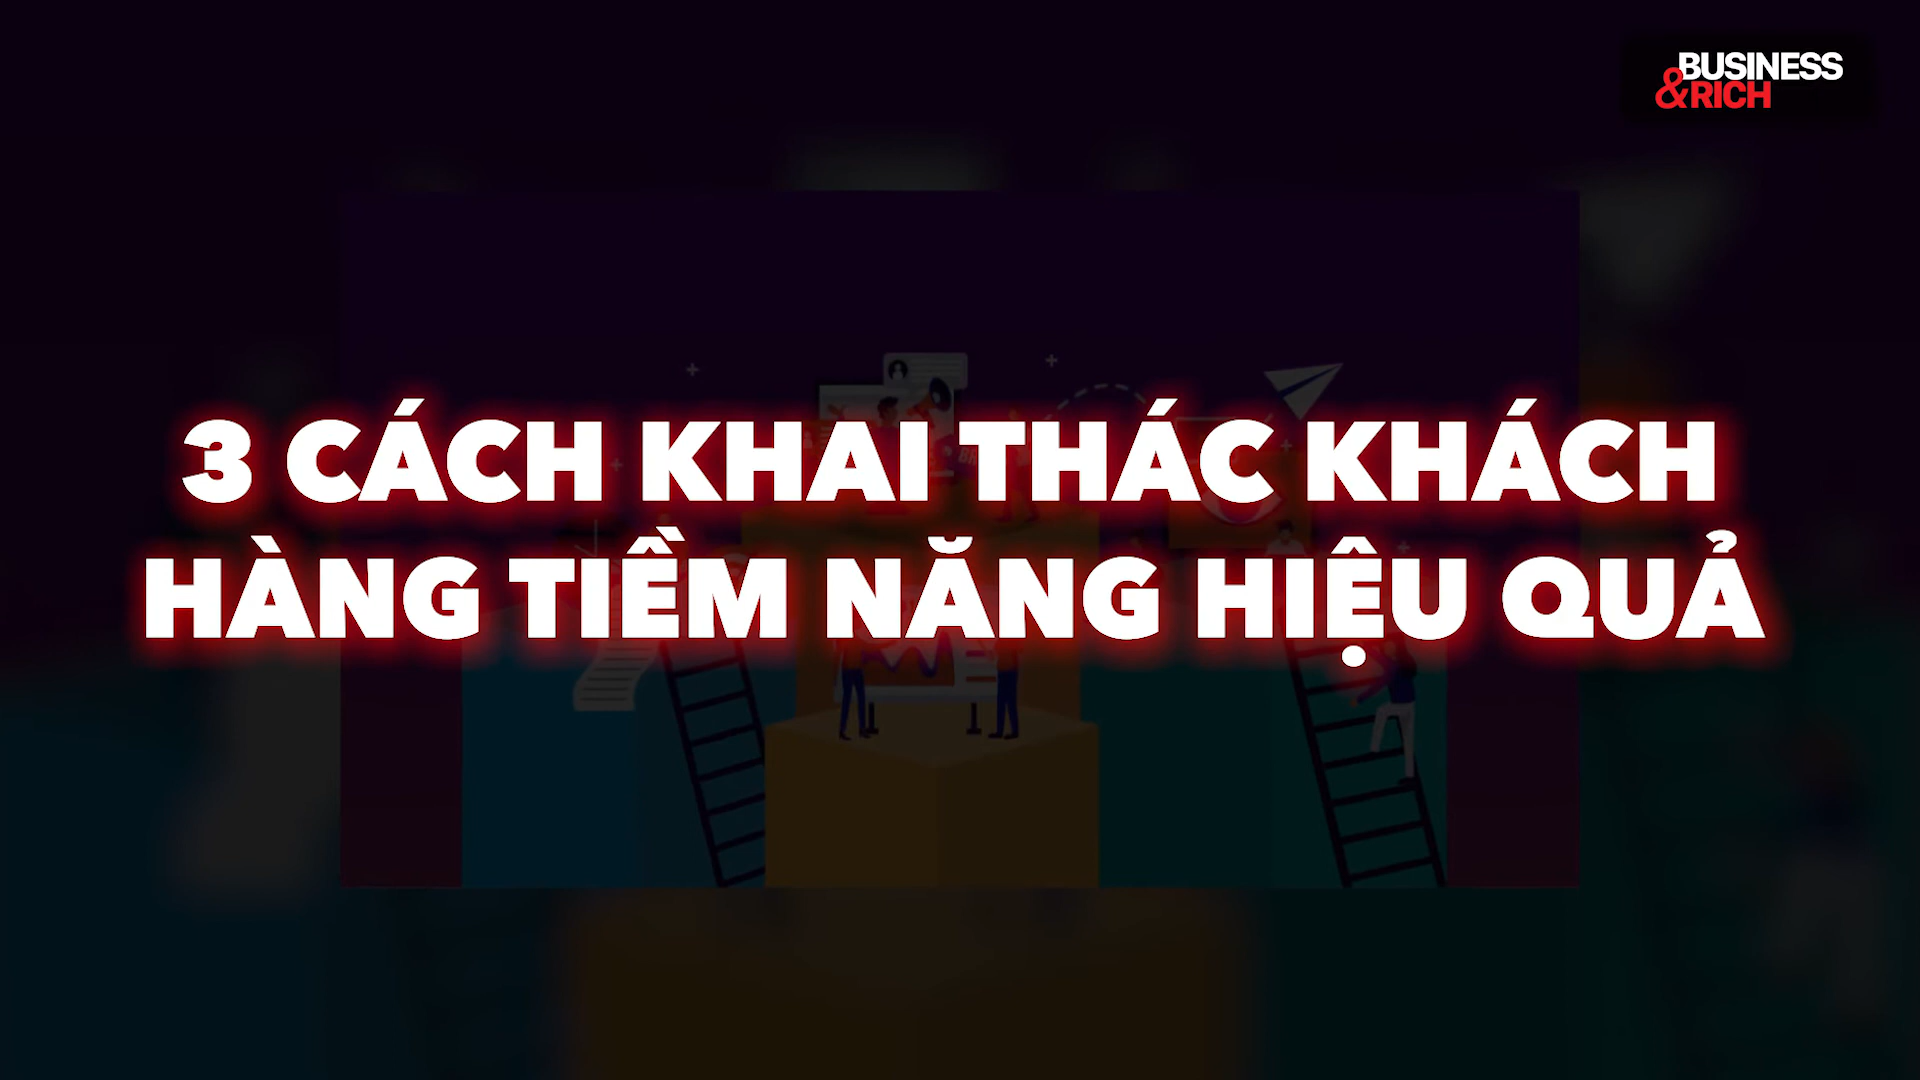 BUSINESS
&RICH
3 CÁCH KHAI THÁC KHÁCH
HÀNG TIỀM NĂNG HIỆU QUẢ